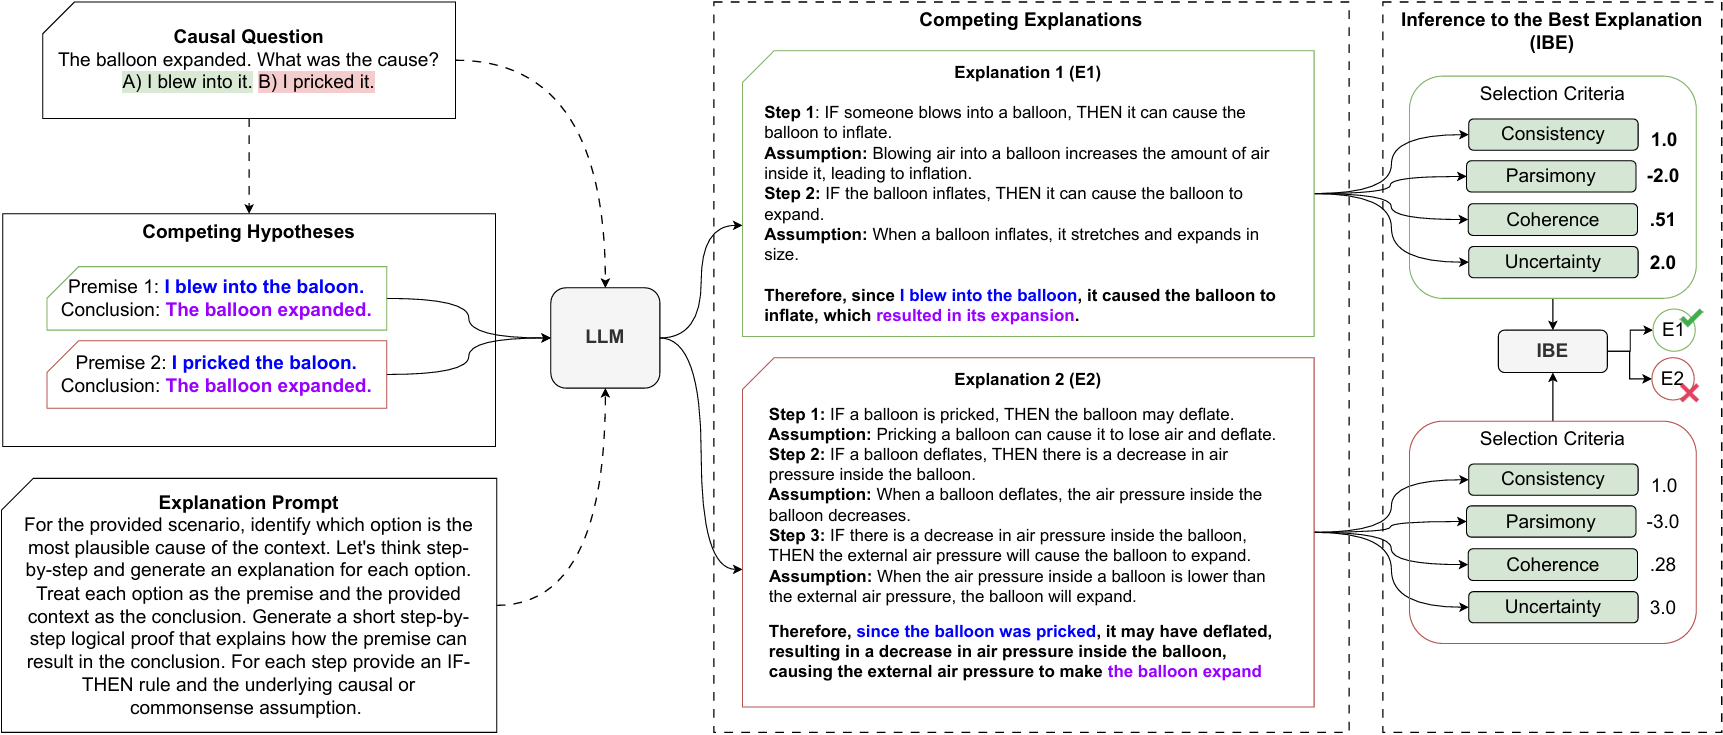 Causal Question
The balloon expanded. What was the cause?
A) I blew into it. B) I pricked it.
Competing Hypotheses
Premise 1: I blew into the baloon.
Conclusion: The balloon expanded.
Premise 2: I pricked the baloon.
Conclusion: The balloon expanded.
Explanation Prompt
For the provided scenario, identify which option is the
most plausible cause of the context. Let's think step-
by-step and generate an explanation for each option.
Treat each option as the premise and the provided
context as the conclusion. Generate a short step-by-
step logical proof that explains how the premise can
result in the conclusion. For each step provide an IF-
THEN rule and the underlying causal or
commonsense assumption.
LLM
Competing Explanations
Explanation 1 (E1)
Step 1: IF someone blows into a balloon, THEN it can cause the
balloon to inflate.
Assumption: Blowing air into a balloon increases the amount of air
inside it, leading to inflation.
Step 2: IF the balloon inflates, THEN it can cause the balloon to
expand.
Assumption: When a balloon inflates, it stretches and expands in
size.
Therefore, since I blew into the balloon, it caused the balloon to
inflate, which resulted in its expansion.
Explanation 2 (E2)
Step 1: IF a balloon is pricked, THEN the balloon may deflate.
Assumption: Pricking a balloon can cause it to lose air and deflate.
Step 2: IF a balloon deflates, THEN there is a decrease in air
pressure inside the balloon.
Assumption: When a balloon deflates, the air pressure inside the
balloon decreases.
Step 3: IF there is a decrease in air pressure inside the balloon,
THEN the external air pressure will cause the balloon to expand.
Assumption: When the air pressure inside a balloon is lower than
the external air pressure, the balloon will expand.
Therefore, since the balloon was pricked, it may have deflated,
resulting in a decrease in air pressure inside the balloon,
causing the external air pressure to make the balloon expand
Inference to the Best Explanation
(IBE)
Selection Criteria
Consistency 1.0
Parsimony -2.0
Coherence .51
Uncertainty 2.0
IBE
E1
E2
Selection Criteria
Consistency 1.0
Parsimony -3.0
Coherence .28
Uncertainty 3.0